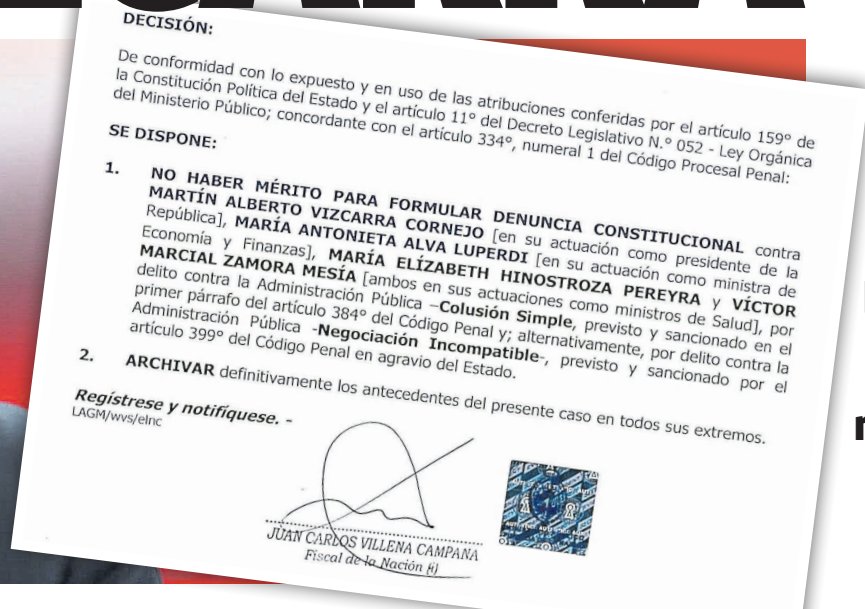 DECISIÓN:
De conformidad con lo expuesto y en uso de las atribuciones conferidas por el artículo 159° de
la Constitución Política del Estado y el artículo 11° del Decreto Legislativo N.° 052 - Ley Orgánica
del Ministerio Público; concordante con el artículo 334°, numeral 1 del Código Procesal Penal:
SE DISPONE:
1. NO HABER MÉRITO PARA FORMULAR DENUNCIA CONSTITUCIONAL contra
MARTÍN ALBERTO VIZCARRA CORNEJO [en su actuación como presidente de la
República], MARÍA ANTONIETA ALVA LUPERDI [en su actuación como ministra de
Economía y Finanzas], MARÍA ELÍZABETH HINOSTROZA PEREYRA y VÍCTOR
MARCIAL ZAMORA MESÍA [ambos en sus actuaciones como ministros de Salud], por
delito contra la Administración Pública –Colusión Simple, previsto y sancionado en el
primer párrafo del artículo 384° del Código Penal y; alternativamente, por delito contra la
Administración Pública -Negociación Incompatible-, previsto y sancionado por el
artículo 399° del Código Penal en agravio del Estado.
2. ARCHIVAR definitivamente los antecedentes del presente caso en todos sus extremos.
Regístrese y notifíquese. -
LAGM/wvs/elnc
JUAN CARLOS VILLENA CAMPANA
Fiscal de la Nación (i)